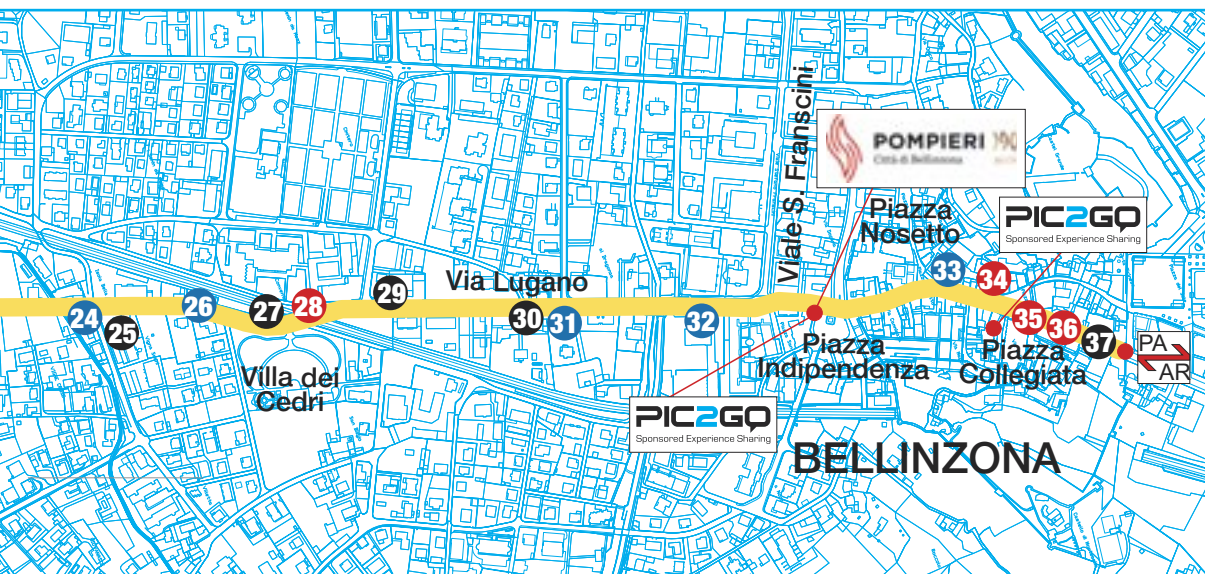 Viale S. Franscini
POMPIERI
Città di Bellinzona
Piazza
Nosetto
PIC2GO
Sponsored Experience Sharing
33
34
26
28
29
Via Lugano
24
25
27
30
31
32
35
36
37
PA
AR
Villa dei
Cedri
Piazza
Indipendenza
Piazza
Collegiata
PIC2GO
Sponsored Experience Sharing
BELLINZONA